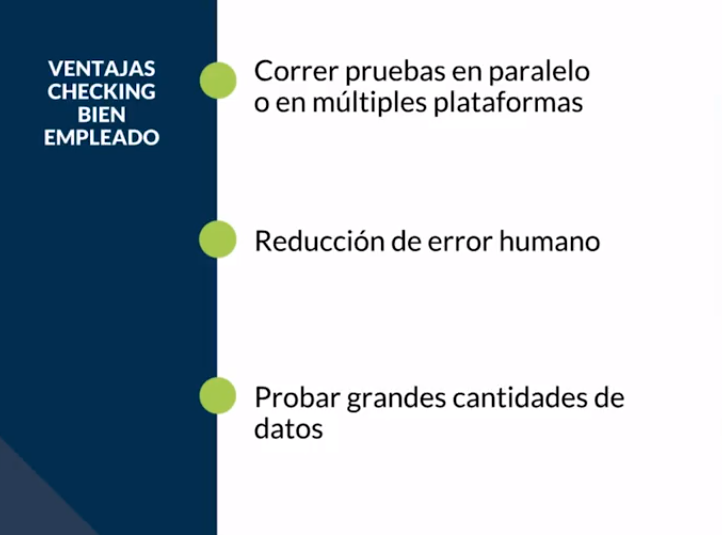 VENTAJAS
CHECKING
BIEN
EMPLEADO
Correr pruebas en paralelo
o en múltiples plataformas
Reducción de error humano
Probar grandes cantidades de
datos